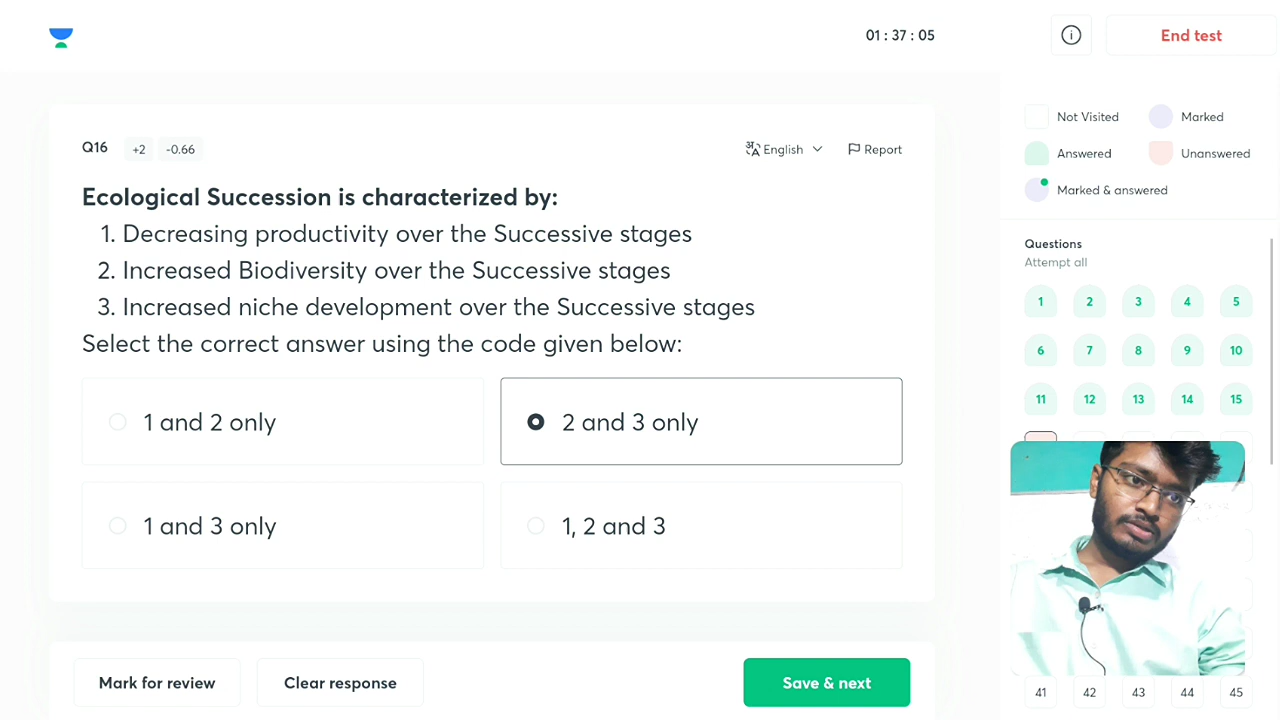 01 : 37 : 05
End test
Q16
+2
-0.66
English
Report
Ecological Succession is characterized by:
1. Decreasing productivity over the Successive stages
2. Increased Biodiversity over the Successive stages
3. Increased niche development over the Successive stages
Select the correct answer using the code given below:
1 and 2 only
2 and 3 only
1 and 3 only
1, 2 and 3
Mark for review
Clear response
Save & next
Not Visited
Marked
Answered
Unanswered
Marked & answered
Questions
Attempt all
1 2 3 4 5
6 7 8 9 10
11 12 13 14 15
41 42 43 44 45